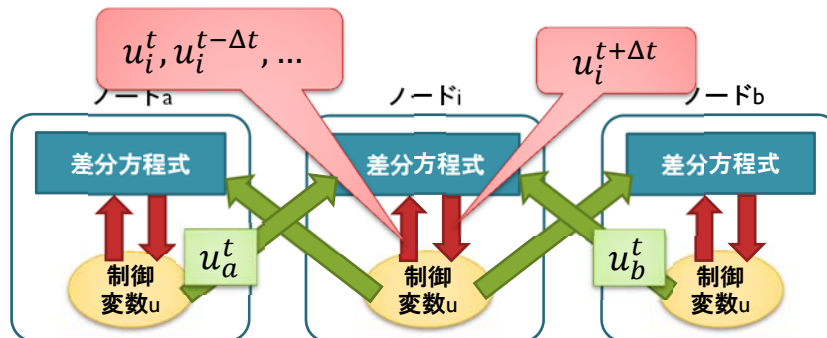 u_i^t, u_i^{t-Δt}, ...
u_i^{t+Δt}
ノードa
ノードi
ノードb
差分方程式
差分方程式
差分方程式
u_a^t
u_b^t
制御
変数u
制御
変数u
制御
変数u